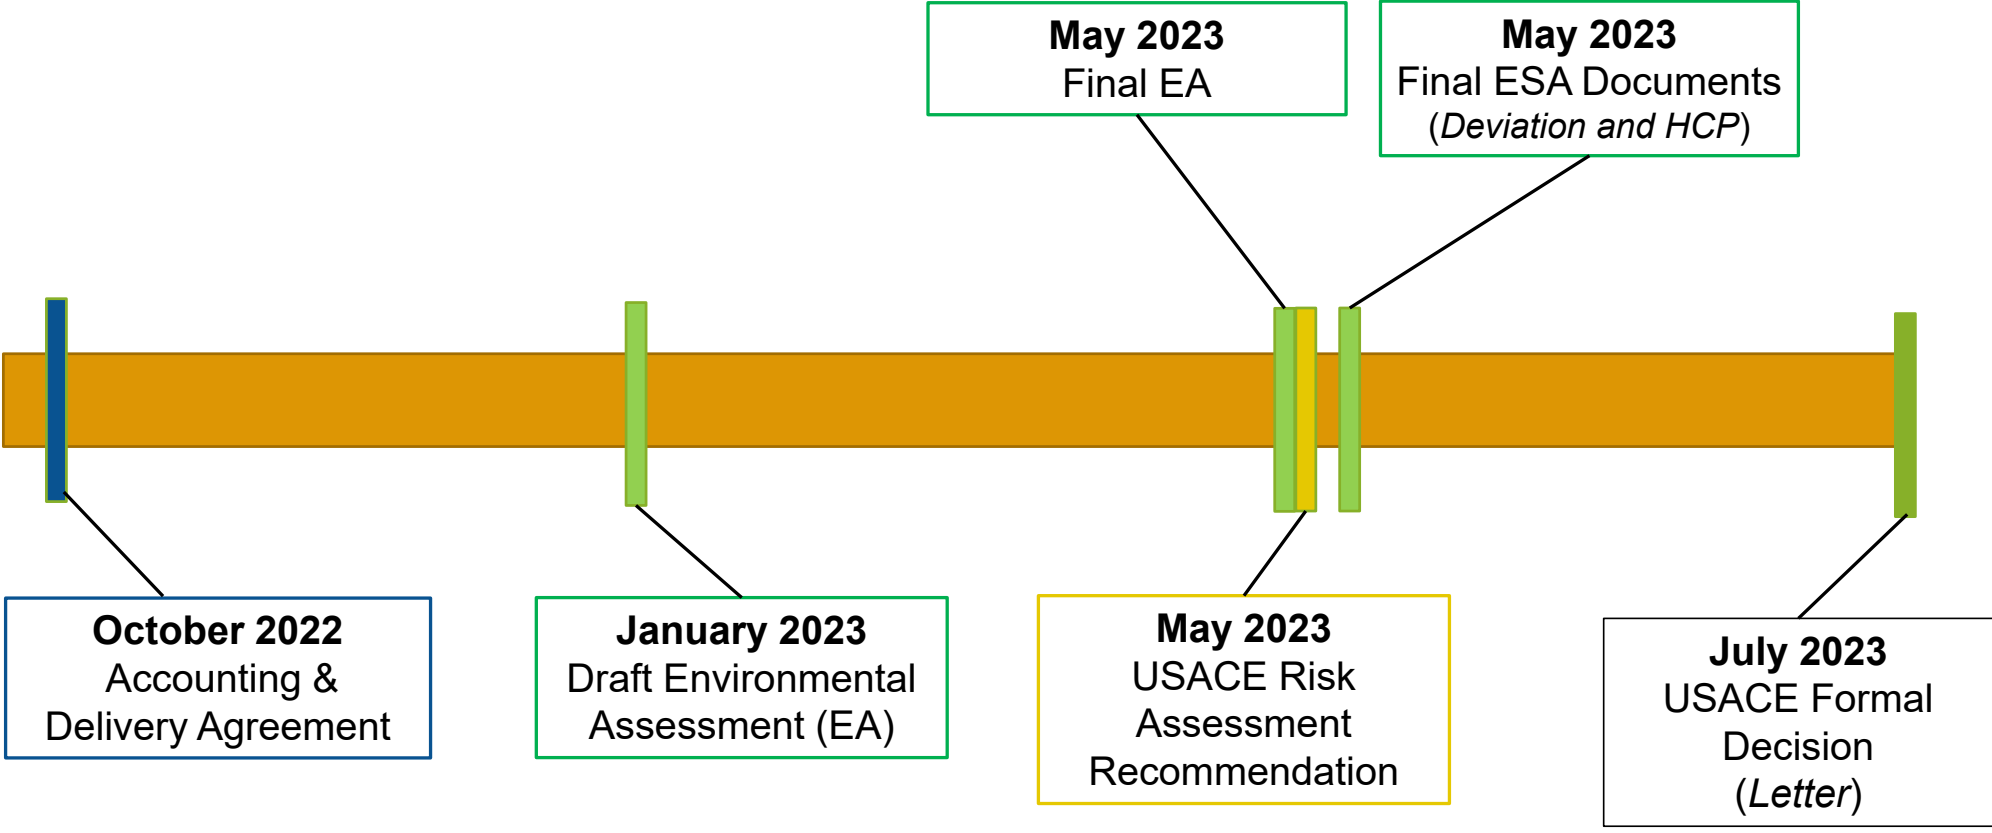 May 2023
Final EA
May 2023
Final ESA Documents
(Deviation and HCP)
October 2022
Accounting &
Delivery Agreement
January 2023
Draft Environmental
Assessment (EA)
May 2023
USACE Risk
Assessment
Recommendation
July 2023
USACE Formal
Decision
(Letter)